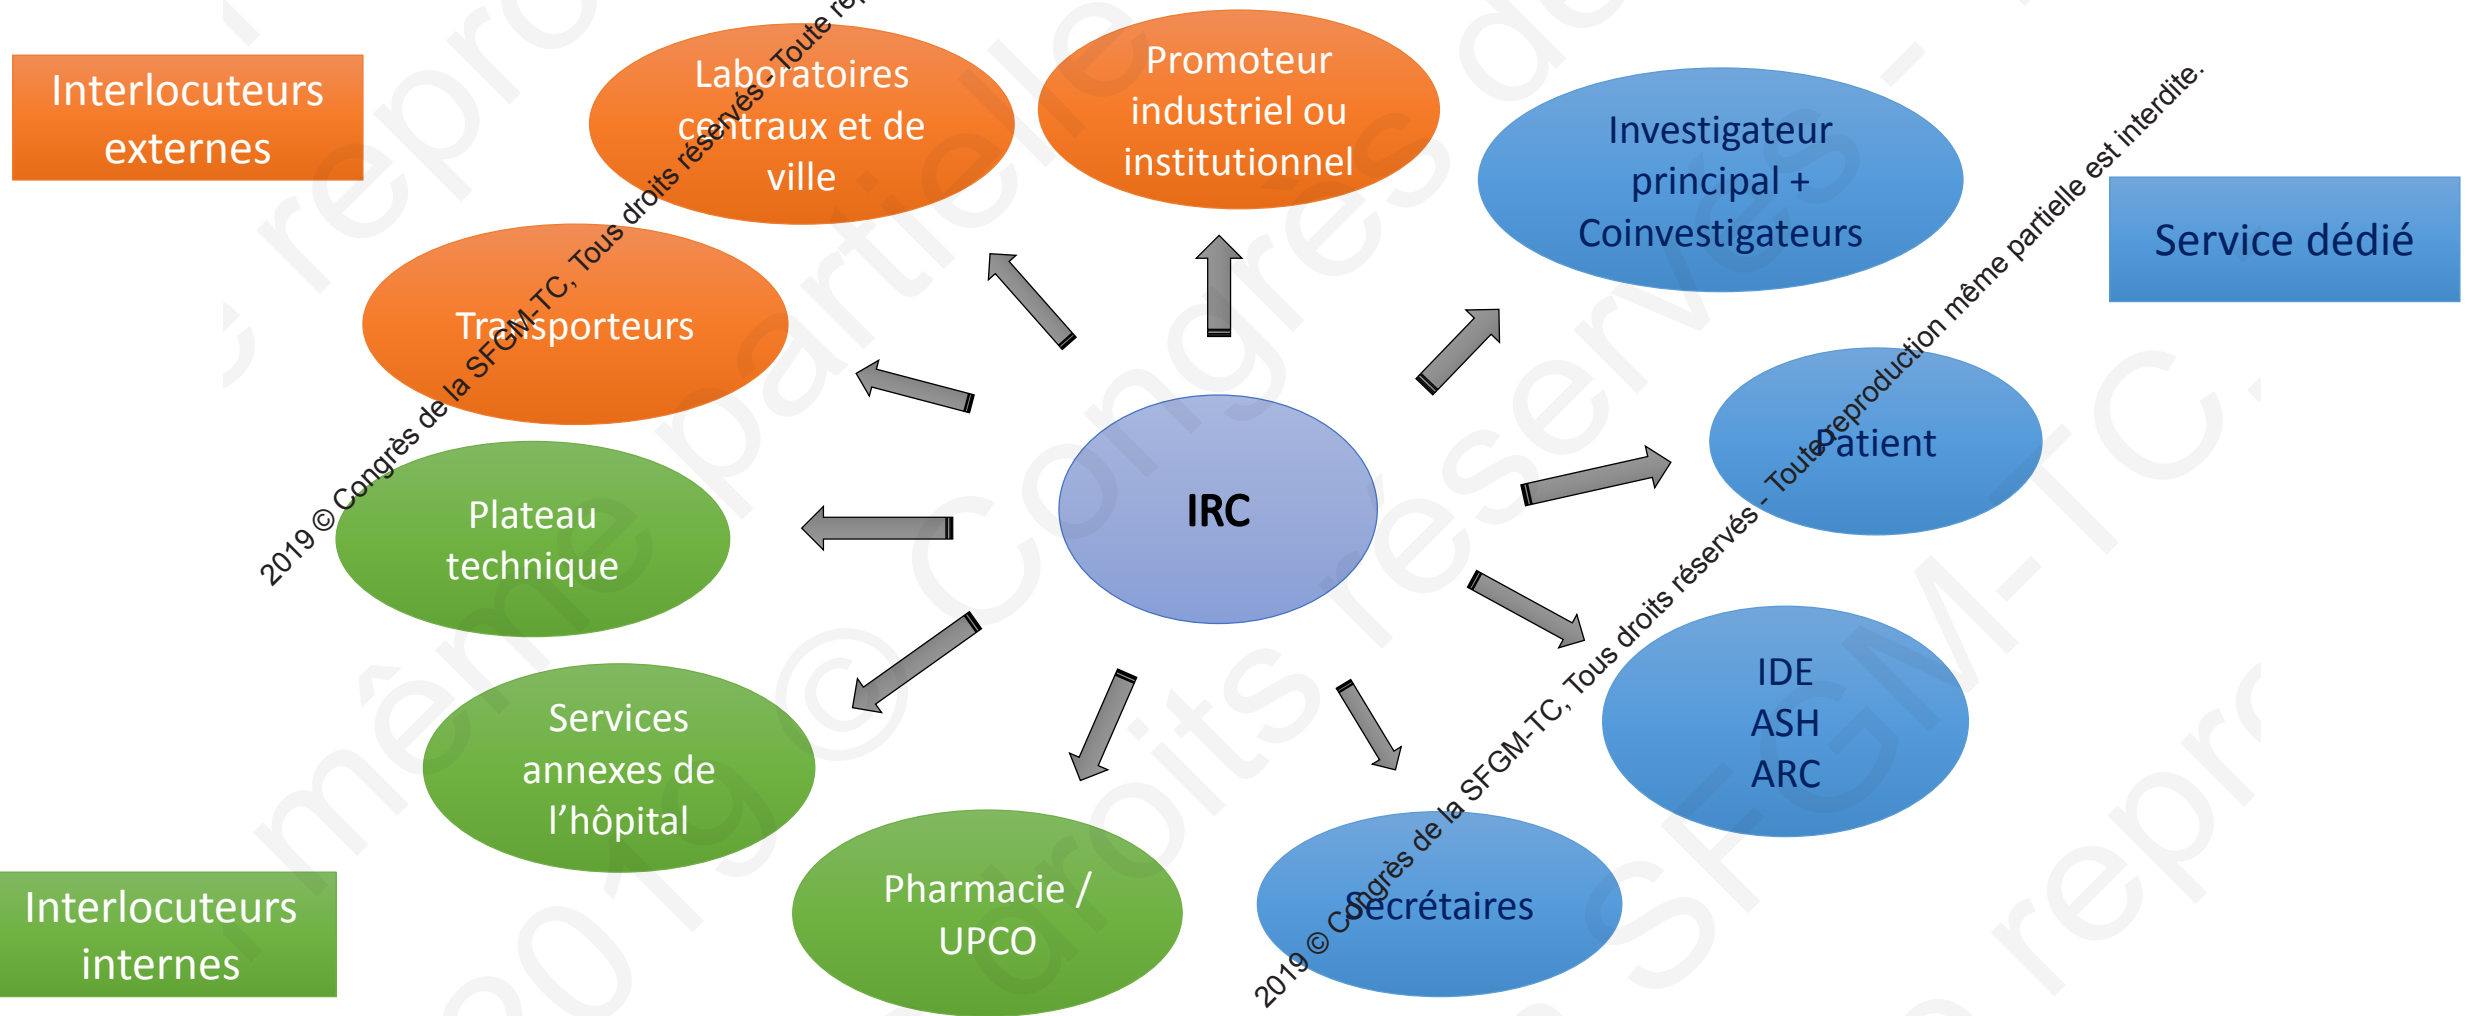 Interlocuteurs
externes
Laboratoires
centraux et de
ville
Promoteur
industriel ou
institutionnel
Investigateur
principal +
Coinvestigateurs
Service dédié
Transporteurs
Patient
IRC
Plateau
technique
IDE
ASH
ARC
Services
annexes de
l'hôpital
Pharmacie /
UPCO
Secrétaires
Interlocuteurs
internes
2019 © Congrès de la SFGM-TC, Tous droits réservés - Toute
2019 © Congrès de la SFGM-TC, Tous droits réservés - Toute reproduction même partielle est interdite.